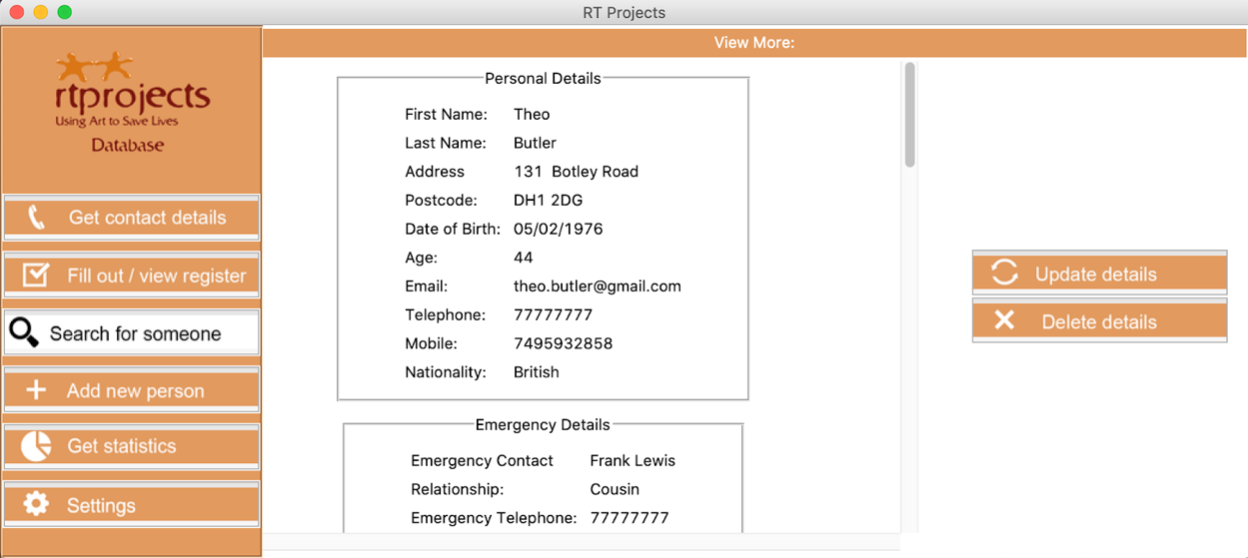 RT Projects
rtprojects
Using Art to Save Lives
Database
Get contact details
Fill out / view register
Search for someone
Add new person
Get statistics
Settings
View More:
Personal Details
First Name: Theo
Last Name: Butler
Address 131 Botley Road
Postcode: DH1 2DG
Date of Birth: 05/02/1976
Age: 44
Email: theo.butler@gmail.com
Telephone: 77777777
Mobile: 7495932858
Nationality: British
Emergency Details
Emergency Contact Frank Lewis
Relationship: Cousin
Emergency Telephone: 77777777
Update details
Delete details